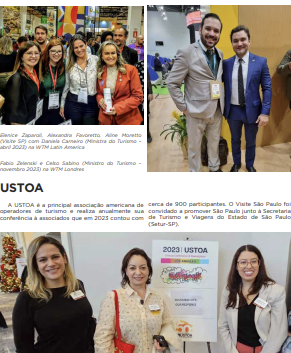 Elenice Zaparoli, Alexandra Favoretto, Aline Moretto
(Visite SP) com Daniela Carneiro (Ministra do Turismo –
abril 2023) na WTM Latin America
Fabio Zelenski e Celso Sabino (Ministro do Turismo –
novembro 2023) na WTM Londres
USTOA
A USTOA é a principal associação americana de
operadores de turismo e realiza anualmente sua
conferência à associados que em 2023 contou com
cerca de 900 participantes. O Visite São Paulo foi
convidado a promover São Paulo junto à Secretaria
de Turismo e Viagens do Estado de São Paulo
(Setur-SP).
2023 USTOA